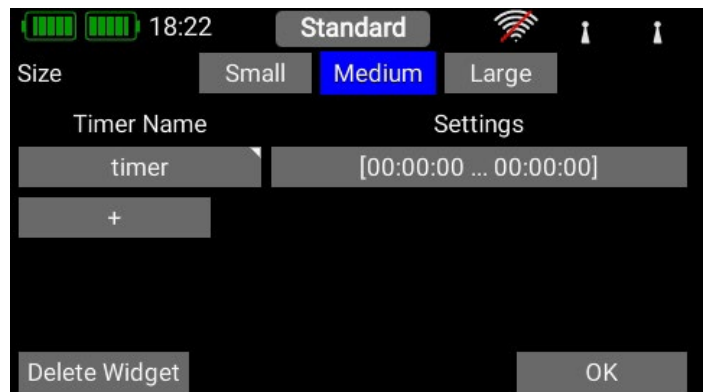 18:22 Standard
Size Small Medium Large
Timer Name Settings
timer [00:00:00 ... 00:00:00]
+
Delete Widget OK